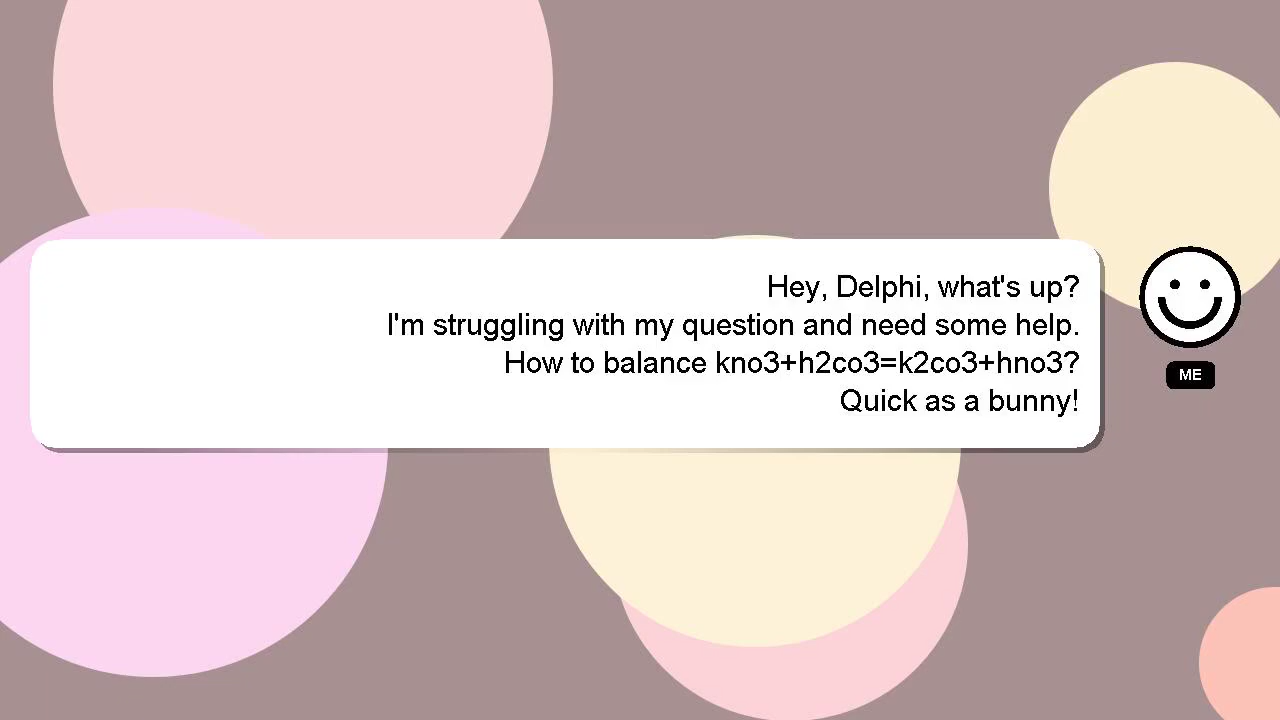 Hey, Delphi, what's up?
I'm struggling with my question and need some help.
How to balance kno3+h2co3=k2co3+hno3?
Quick as a bunny!
ME